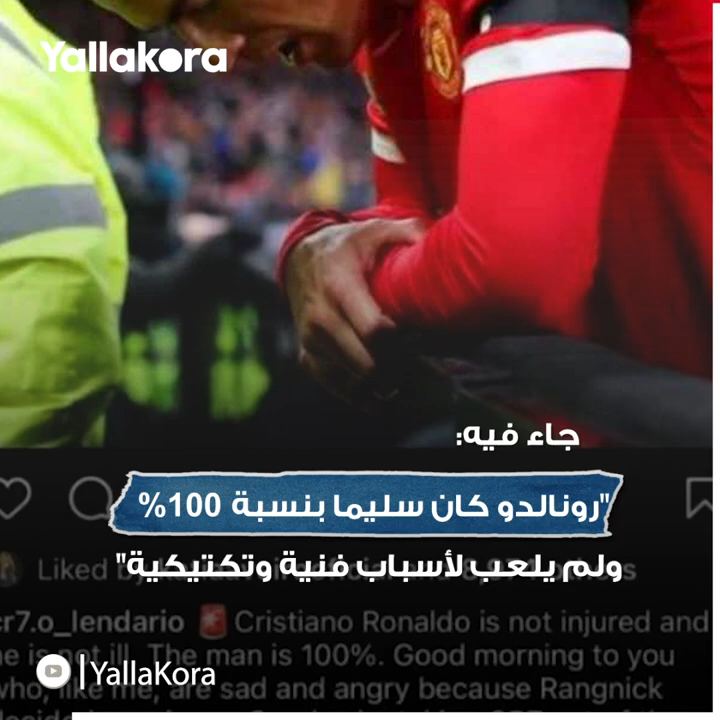 Yallakora
جاء فيه:
"رونالدو كان سليما بنسبة 100%
ولم يلعب لأسباب فنية وتكتيكية"
Liked by
cr7.o_lendario 🚨 Cristiano Ronaldo is not injured and
he is not ill. The man is 100%. Good morning to you
who, like me, are sad and angry because Rangnick
YallaKora